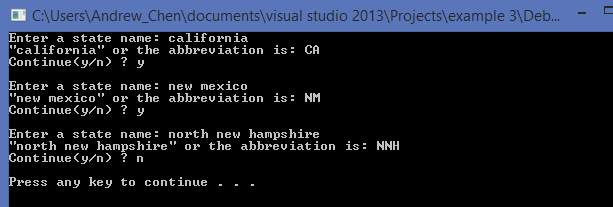 C:\Users\Andrew_Chen\documents\visual studio 2013\Projects\example 3\Deb...
Enter a state name: california
"california" or the abbreviation is: CA
Continue(y/n) ? y
Enter a state name: new mexico
"new mexico" or the abbreviation is: NM
Continue(y/n) ? y
Enter a state name: north new hampshire
"north new hampshire" or the abbreviation is: NNH
Continue(y/n) ? n
Press any key to continue . . .